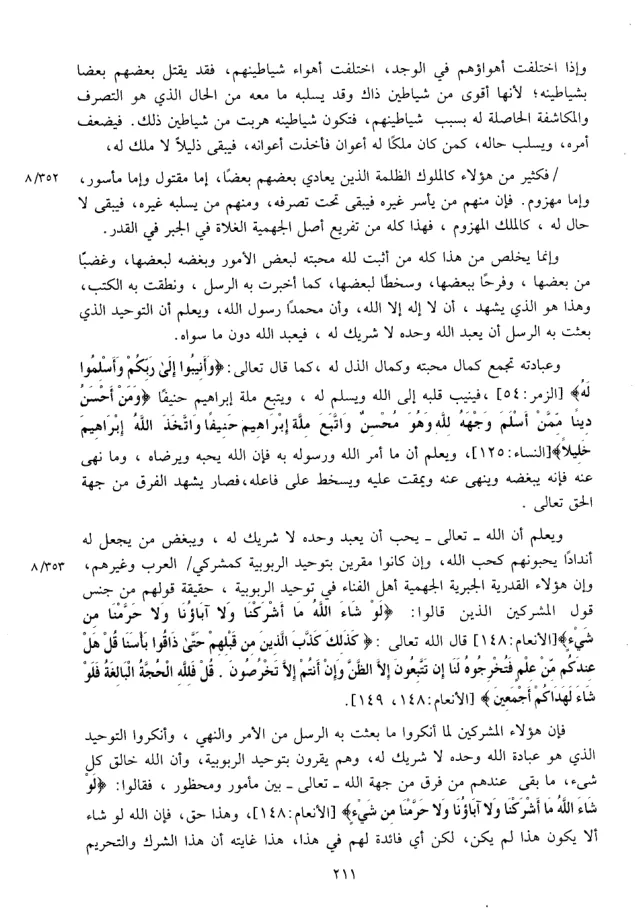 وإذا اختلفت أهواؤهم في الوجد، اختلفت أهواء شياطينهم، فقد يقتل بعضهم بعضا
بشياطينه؛ لأنها أقوى من شياطين ذاك وقد يسلبه ما معه من الحال الذي هو التصرف
والمكاشفة الحاصلة له بسبب شياطينهم، فتكون شياطينه هربت من شياطين ذلك. فيضعف
أمره، ويسلب حاله، كمن كان ملكًا له أعوان فأخذت أعوانه، فيبقى ذليلاً لا ملك له،
/ فكثير من هؤلاء كالملوك الظلمة الذين يعادي بعضهم بعضًا، إما مقتول وإما مأسور، ٨/٣٥٢
وإما مهزوم. فإن منهم من يأسر غيره فيبقى تحت تصرفه، ومنهم من يسلبه غيره، فيبقى لا
حال له ، كالملك المهزوم ، فهذا كله من تفريع أصل الجهمية الغلاة في الجبر في القدر.
وإنما يخلص من هذا كله من أثبت لله محبته لبعض الأمور وبغضه لبعضها، وغضبًا
من بعضها ، وفرحًا ببعضها، وسخطًا لبعضها، كما أخبرت به الرسل ، ونطقت به الكتب،
وهذا هو الذي يشهد ، أن لا إله إلا الله، وأن محمدًا رسول الله، ويعلم أن التوحيد الذي
بعثت به الرسل أن يعبد الله وحده لا شريك له ، فيعبد الله دون ما سواه.
وعبادته تجمع كمال محبته وكمال الذل له ، كما قال تعالى: ﴿وَأَنِيبُوا إِلَىٰ رَبِّكُمْ وَأَسْلِمُوا
لَهُ﴾ [الزمر:٥٤] ، فينيب قلبه إلى الله ويسلم له ، ويتبع ملة إبراهيم حنيفًا ﴿وَمَنْ أَحْسَنُ
دِينًا مِّمَّنْ أَسْلَمَ وَجْهَهُ لِلَّهِ وَهُوَ مُحْسِنٌ وَاتَّبَعَ مِلَّةَ إِبْرَاهِيمَ حَنِيفًا وَاتَّخَذَ اللَّهُ إِبْرَاهِيمَ
خَلِيلاً﴾ [النساء:١٢٥]، ويعلم أن ما أمر الله ورسوله به فإن الله يحبه ويرضاه ، وما نهى
عنه فإنه يبغضه وينهى عنه ويمقت عليه ويسخط على فاعله، فصار يشهد الفرق من جهة
الحق تعالى .
ويعلم أن الله ـ تعالى ـ يحب أن يعبد وحده لا شريك له ، ويبغض من يجعل له
أندادًا يحبونهم كحب الله، وإن كانوا مقرين بتوحيد الربوبية كمشركي/ العرب وغيرهم، ٨/٣٥٣
وإن هؤلاء القدرية الجبرية الجهمية أهل الفناء في توحيد الربوبية ، حقيقة قولهم من جنس
قول المشركين الذين قالوا: ﴿لَوْ شَاءَ اللَّهُ مَا أَشْرَكْنَا وَلَا آبَاؤُنَا وَلَا حَرَّمْنَا مِن
شَيْءٍ﴾ [الأنعام:١٤٨] قال الله تعالى : ﴿ كَذَٰلِكَ كَذَّبَ الَّذِينَ مِن قَبْلِهِمْ حَتَّىٰ ذَاقُوا بَأْسَنَا قُلْ هَلْ
عِندَكُم مِّنْ عِلْمٍ فَتُخْرِجُوهُ لَنَا إِن تَتَّبِعُونَ إِلاَّ الظَّنَّ وَإِنْ أَنتُمْ إِلاَّ تَخْرُصُونَ . قُلْ فَلِلَّهِ الْحُجَّةُ الْبَالِغَةُ فَلَوْ
شَاءَ لَهَدَاكُمْ أَجْمَعِينَ ﴾ [الأنعام:١٤٨، ١٤٩].
فإن هؤلاء المشركين لما أنكروا ما بعثت به الرسل من الأمر والنهي ، وأنكروا التوحيد
الذي هو عبادة الله وحده لا شريك له، وهم يقرون بتوحيد الربوبية، وأن الله خالق كل
شيء، ما بقى عندهم من فرق من جهة الله ـ تعالى ـ بين مأمور ومحظور ، فقالوا: ﴿لَوْ
شَاءَ اللَّهُ مَا أَشْرَكْنَا وَلَا آبَاؤُنَا وَلَا حَرَّمْنَا مِن شَيْءٍ﴾ [الأنعام:١٤٨]، وهذا حق، فإن الله لو شاء
ألا يكون هذا لم يكن، لكن أي فائدة لهم في هذا، هذا غايته أن هذا الشرك والتحريم
٢١١